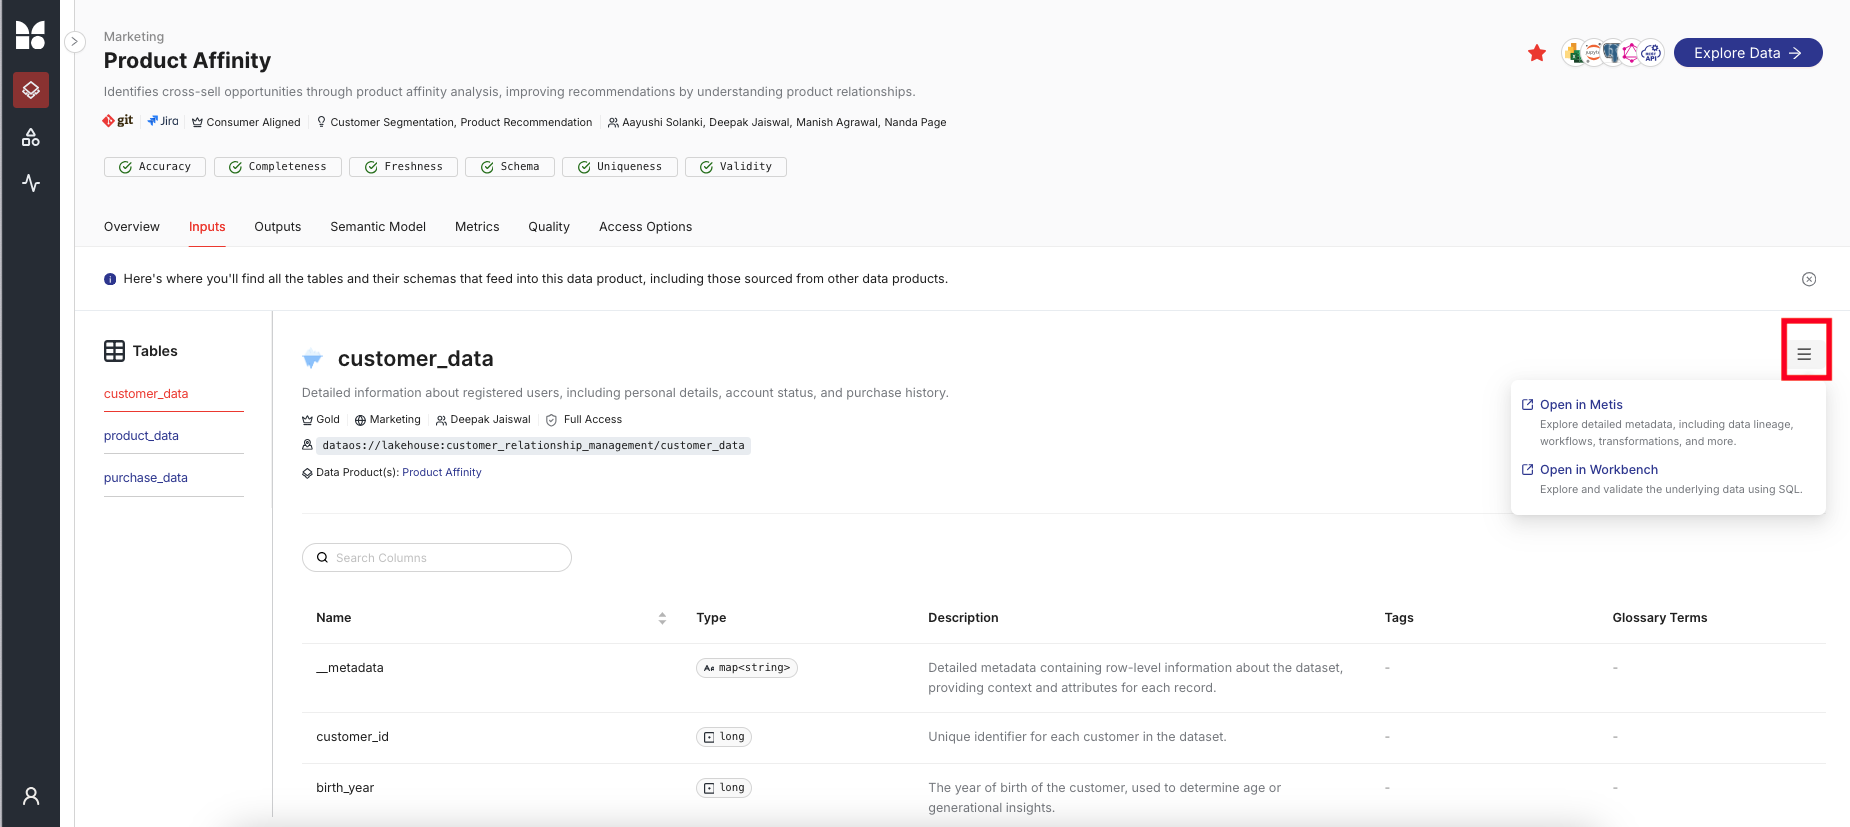 Marketing
Product Affinity
Identifies cross-sell opportunities through product affinity analysis, improving recommendations by understanding product relationships.
git Jira Consumer Aligned Customer Segmentation, Product Recommendation Aayushi Solanki, Deepak Jaiswal, Manish Agrawal, Nanda Page
jupyter API Explore Data →
Accuracy Completeness Freshness Schema Uniqueness Validity
Overview Inputs Outputs Semantic Model Metrics Quality Access Options
Here's where you'll find all the tables and their schemas that feed into this data product, including those sourced from other data products.
Tables
customer_data
product_data
purchase_data
customer_data
Detailed information about registered users, including personal details, account status, and purchase history.
Gold Marketing Deepak Jaiswal Full Access
dataos://lakehouse:customer_relationship_management/customer_data
Data Product(s): Product Affinity
Open in Metis
Explore detailed metadata, including data lineage,
workflows, transformations, and more.
Open in Workbench
Explore and validate the underlying data using SQL.
Search Columns
Name Type Description Tags Glossary Terms
__metadata map<string> Detailed metadata containing row-level information about the dataset, - -
providing context and attributes for each record.
customer_id long Unique identifier for each customer in the dataset. - -
birth_year long The year of birth of the customer, used to determine age or - -
generational insights.